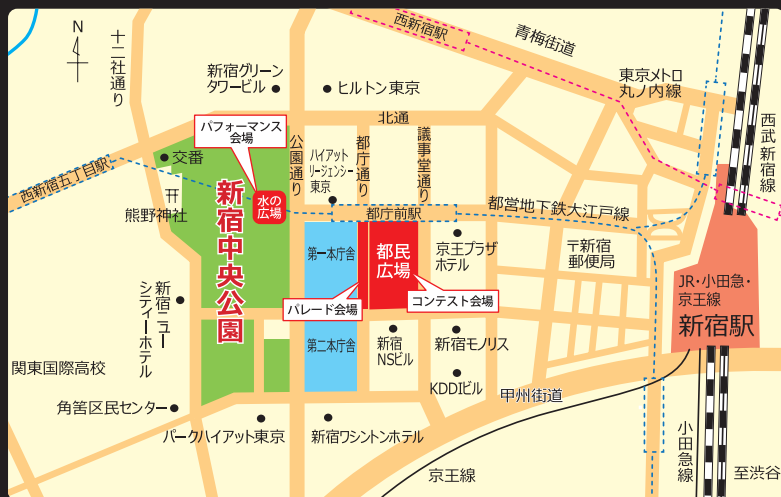 N
十二社通り
西新宿駅
青梅街道
東京メトロ
丸ノ内線
西武新宿線
新宿グリーン
タワービル
ヒルトン東京
北通
パフォーマンス
会場
公園通り
ハイアット
リージェンシー
東京
都庁通り
議事堂通り
交番
西新宿五丁目駅
熊野神社
水の
広場
新宿中央公園
都庁前駅
都営地下鉄大江戸線
第一本庁舎
都民
広場
京王プラザ
ホテル
〒新宿
郵便局
JR・小田急・
京王線
新宿駅
パレード会場
コンテスト会場
新宿ニュー
シティーホテル
第二本庁舎
新宿
NSビル
新宿モノリス
KDDIビル
関東国際高校
甲州街道
角筈区民センター
パークハイアット東京
新宿ワシントンホテル
京王線
小田急線
至渋谷